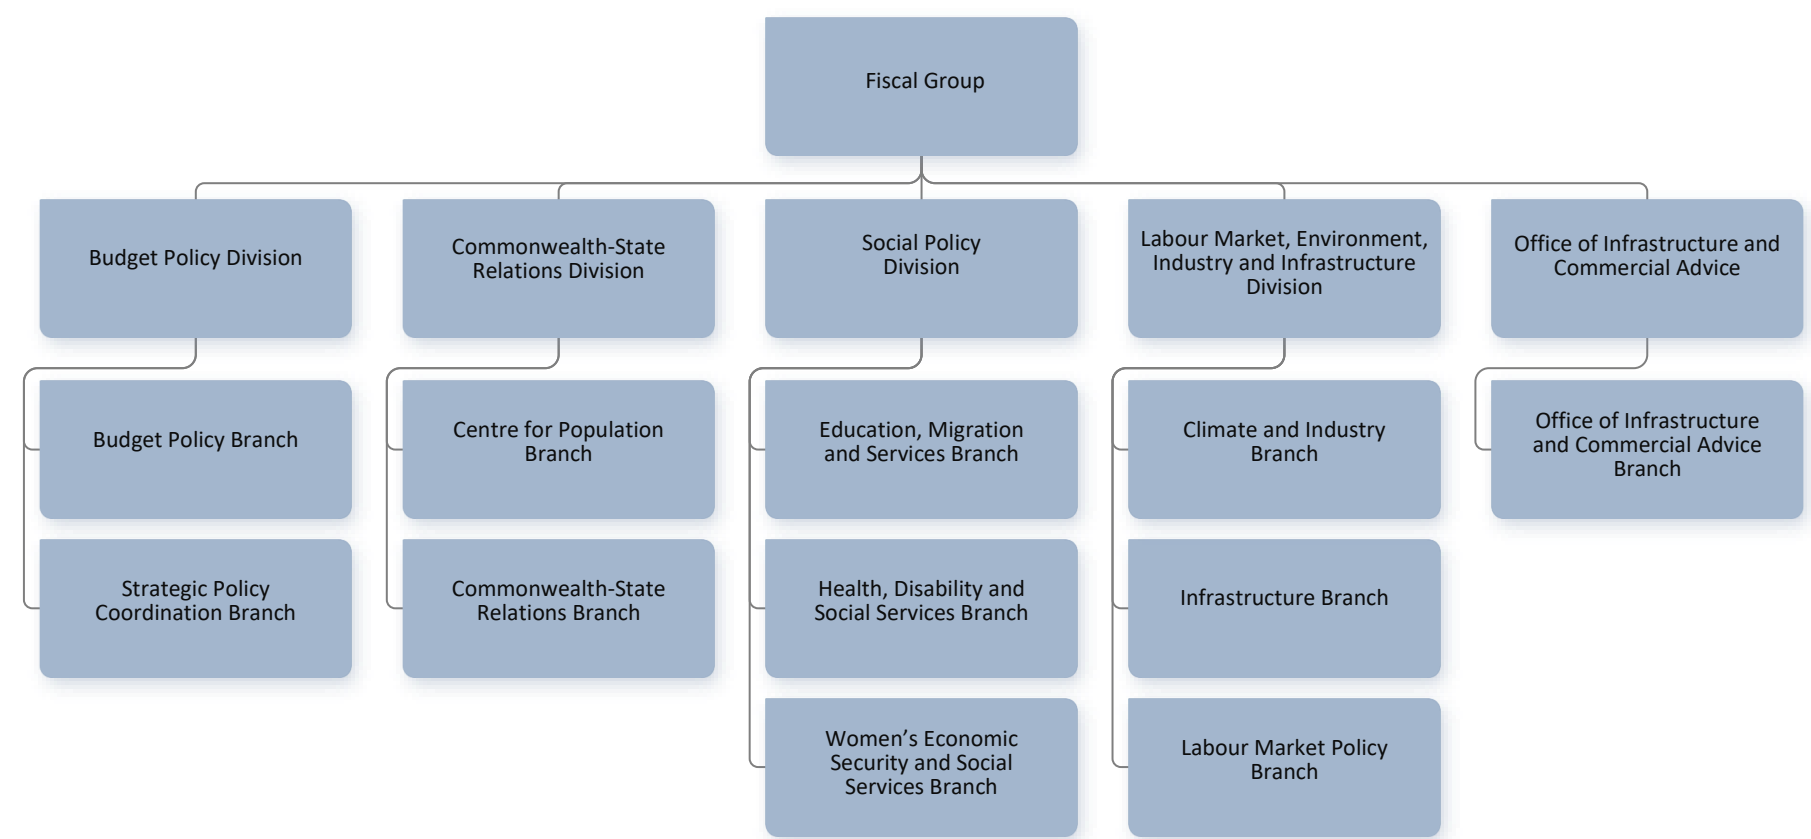 Fiscal Group
Budget Policy Division
Commonwealth-State
Relations Division
Social Policy
Division
Labour Market, Environment,
Industry and Infrastructure
Division
Office of Infrastructure and
Commercial Advice
Budget Policy Branch
Centre for Population
Branch
Education, Migration
and Services Branch
Climate and Industry
Branch
Office of Infrastructure
and Commercial Advice
Branch
Strategic Policy
Coordination Branch
Commonwealth-State
Relations Branch
Health, Disability and
Social Services Branch
Infrastructure Branch
Women’s Economic
Security and Social
Services Branch
Labour Market Policy
Branch